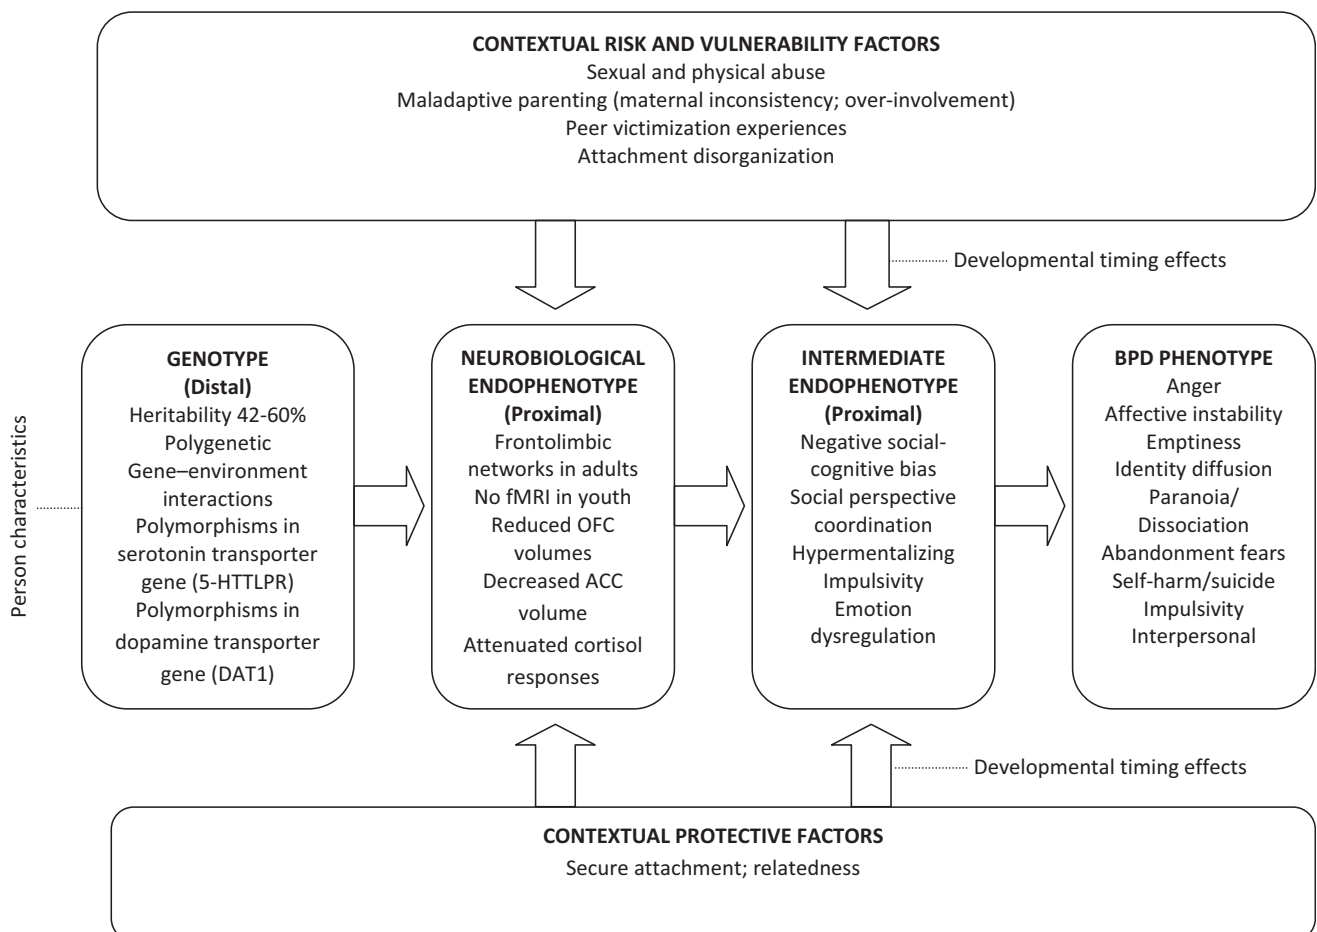 CONTEXTUAL RISK AND VULNERABILITY FACTORS
Sexual and physical abuse
Maladaptive parenting (maternal inconsistency; over-involvement)
Peer victimization experiences
Attachment disorganization
Developmental timing effects
Person characteristics
GENOTYPE
(Distal)
Heritability 42-60%
Polygenetic
Gene–environment
interactions
Polymorphisms in
serotonin transporter
gene (5-HTTLPR)
Polymorphisms in
dopamine transporter
gene (DAT1)
NEUROBIOLOGICAL
ENDOPHENOTYPE
(Proximal)
Frontolimbic
networks in adults
No fMRI in youth
Reduced OFC
volumes
Decreased ACC
volume
Attenuated cortisol
responses
INTERMEDIATE
ENDOPHENOTYPE
(Proximal)
Negative social-
cognitive bias
Social perspective
coordination
Hypermentalizing
Impulsivity
Emotion
dysregulation
BPD PHENOTYPE
Anger
Affective instability
Emptiness
Identity diffusion
Paranoia/
Dissociation
Abandonment fears
Self-harm/suicide
Impulsivity
Interpersonal
Developmental timing effects
CONTEXTUAL PROTECTIVE FACTORS
Secure attachment; relatedness